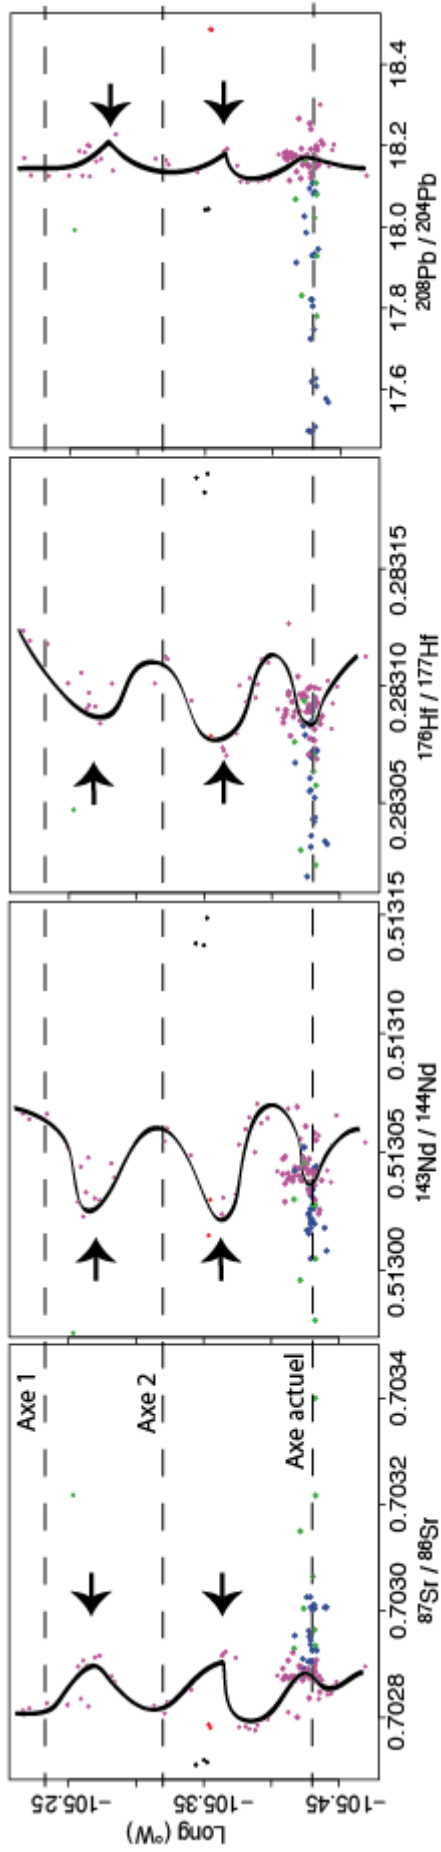 Axe 1
Axe 2
Axe actuel
Long (°W)
−105.25
−105.35
−105.45
0.7028 0.7030 0.7032 0.7034
87Sr / 86Sr
0.51300 0.51305 0.51310 0.51315
143Nd / 144Nd
0.28305 0.28310 0.28315
176Hf / 177Hf
17.6 17.8 18.0 18.2 18.4
208Pb / 204Pb